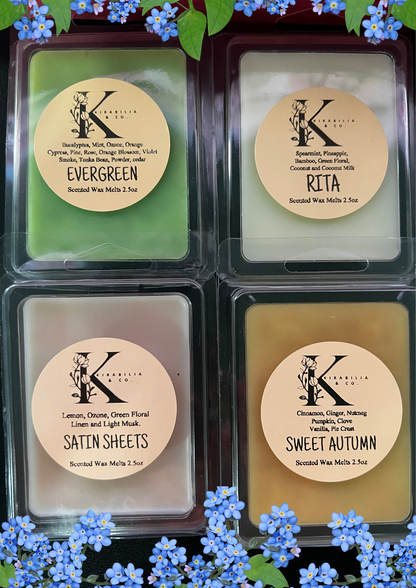 K
KIRABILIA
& CO.
Eucalyptus, Mint, Ozone, Orange
Cypress, Pine, Rose, Orange Blossom, Violet
Smoke, Tonka Bean, Powder, cedar
EVERGREEN
Scented Wax Melts 2.5oz
K
KIRABILIA
& CO.
Spearmint, Pineapple,
Bamboo, Green Floral,
Coconut and Coconut Milk
RITA
Scented Wax Melts 2.5oz
K
KIRABILIA
& CO.
Lemon, Ozone, Green Floral
Linen and Light Musk.
SATIN SHEETS
Scented Wax Melts 2.5oz
K
KIRABILIA
& CO.
Cinnamon, Ginger, Nutmeg
Pumpkin, Clove
Vanilla, Pie Crust
SWEET AUTUMN
Scented Wax Melts 2.5oz